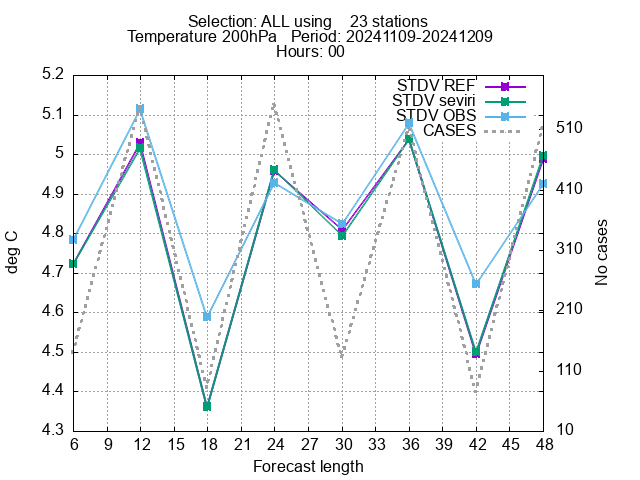 Selection: ALL using    23 stations
Temperature 200hPa   Period: 20241109-20241209
Hours: 00
STDV REF
STDV seviri
STDV OBS
CASES
5.2
5.1
5
4.9
4.8
4.7
4.6
4.5
4.4
4.3
deg C
510
410
310
210
110
10
No cases
6 9 12 15 18 21 24 27 30 33 36 39 42 45 48
Forecast length